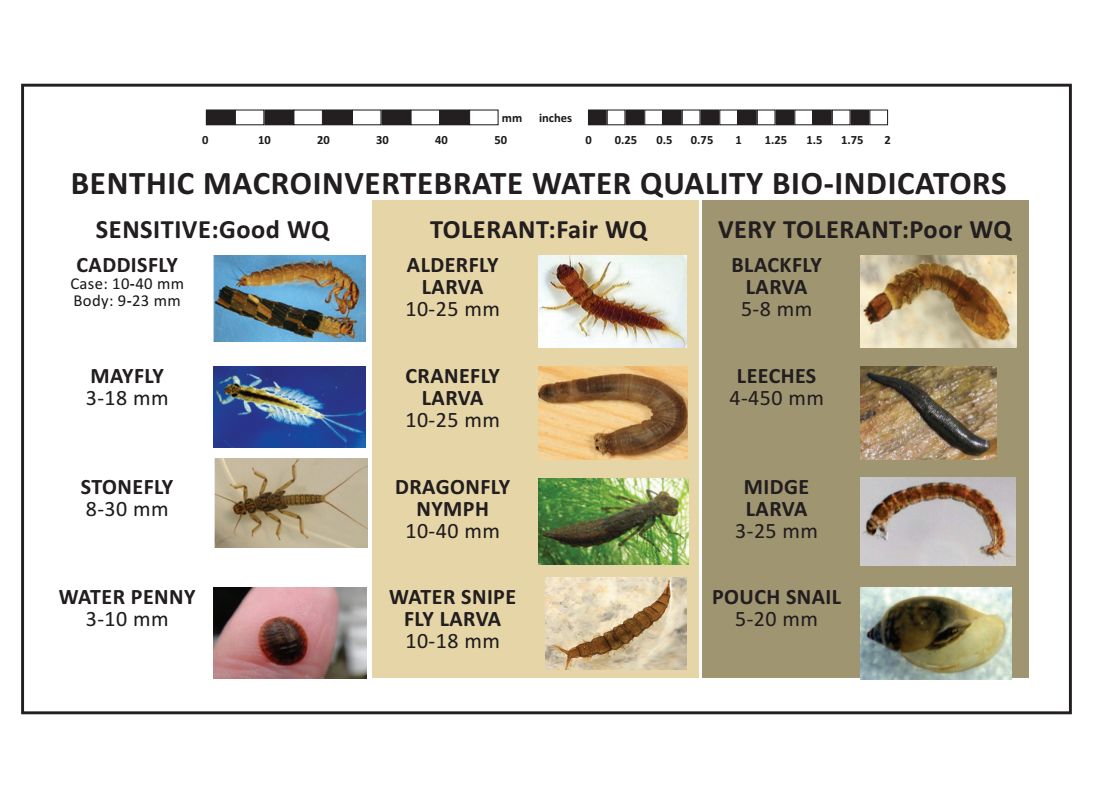 mm inches
0 10 20 30 40 50 0 0.25 0.5 0.75 1 1.25 1.5 1.75 2
BENTHIC MACROINVERTEBRATE WATER QUALITY BIO-INDICATORS
SENSITIVE:Good WQ
CADDISFLY
Case: 10-40 mm
Body: 9-23 mm
MAYFLY
3-18 mm
STONEFLY
8-30 mm
WATER PENNY
3-10 mm
TOLERANT:Fair WQ
ALDERFLY
LARVA
10-25 mm
CRANEFLY
LARVA
10-25 mm
DRAGONFLY
NYMPH
10-40 mm
WATER SNIPE
FLY LARVA
10-18 mm
VERY TOLERANT:Poor WQ
BLACKFLY
LARVA
5-8 mm
LEECHES
4-450 mm
MIDGE
LARVA
3-25 mm
POUCH SNAIL
5-20 mm